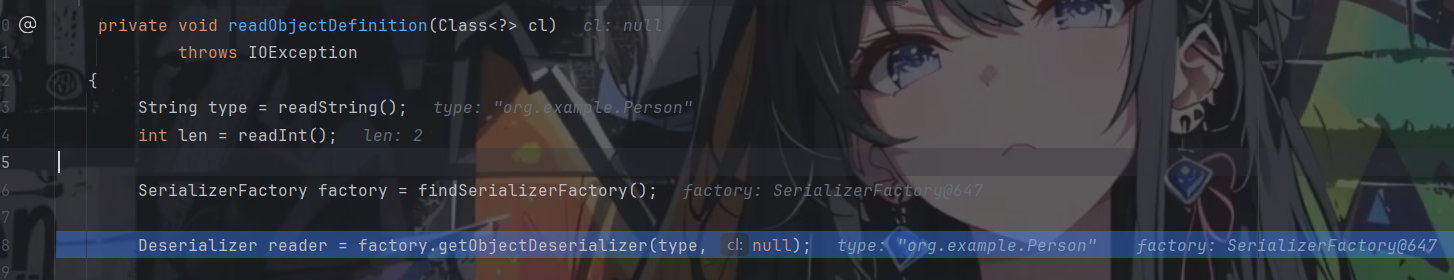 0 @ private void readObjectDefinition(Class<?> cl) cl: null
1 throws IOException
2 {
3 String type = readString(); type: "org.example.Person"
4 int len = readInt(); len: 2
5
6 SerializerFactory factory = findSerializerFactory(); factory: SerializerFactory@647
7
8 Deserializer reader = factory.getObjectDeserializer(type, cl: null); type: "org.example.Person" factory: SerializerFactory@647
9